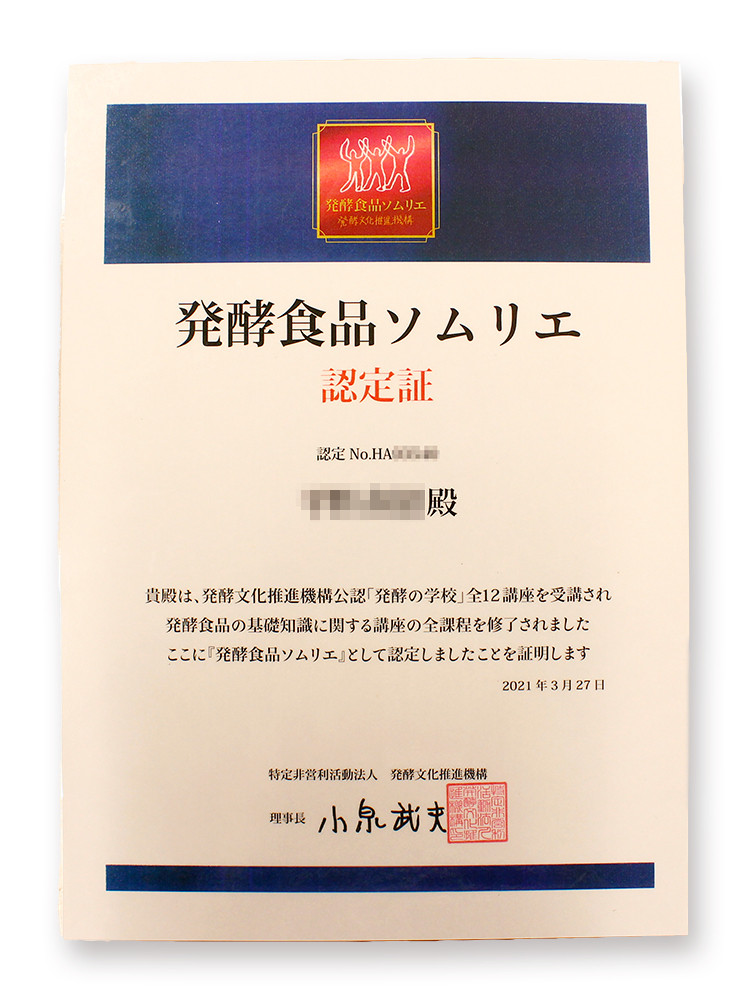 発酵食品ソムリエ
発酵文化推進機構
発酵食品ソムリエ
認定証
認定 No.HA
殿
貴殿は、発酵文化推進機構公認「発酵の学校」全12講座を受講され
発酵食品の基礎知識に関する講座の全課程を修了されました
ここに『発酵食品ソムリエ』として認定しましたことを証明します
2021年3月27日
特定非営利活動法人　発酵文化推進機構
理事長 小泉武夫